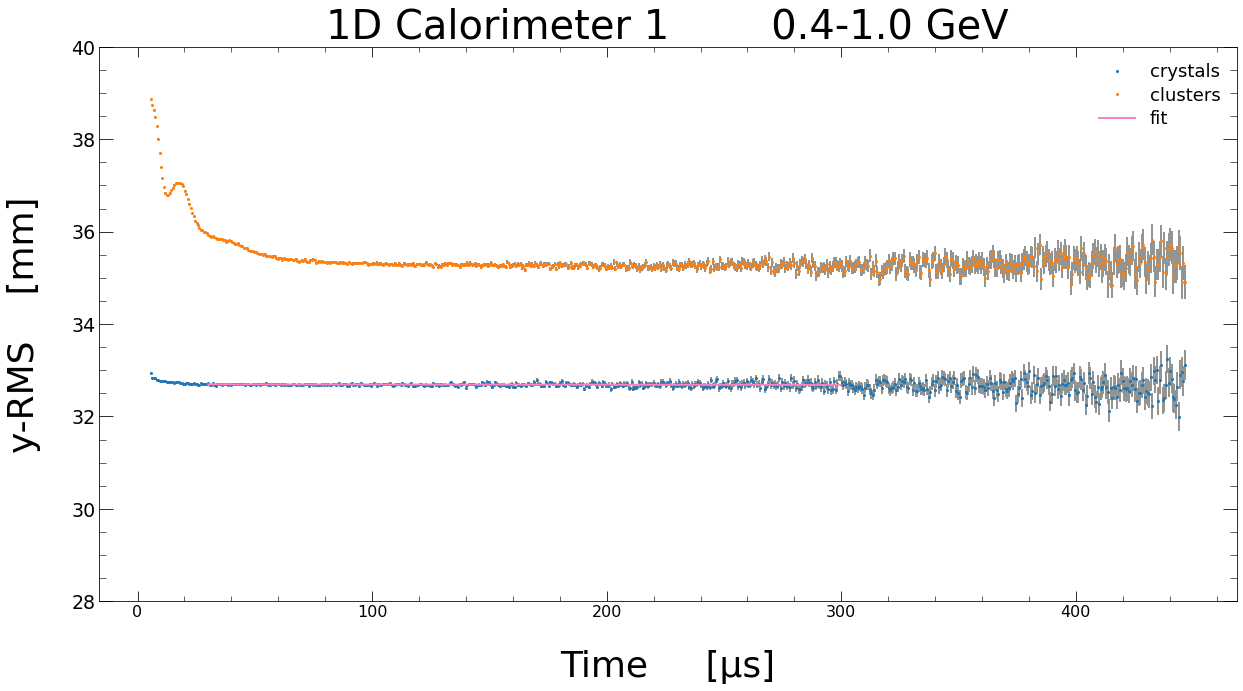 1D Calorimeter 1 0.4-1.0 GeV
40
38
36
34
32
30
28
y-RMS [mm]
crystals
clusters
fit
0 100 200 300 400
Time [µs]